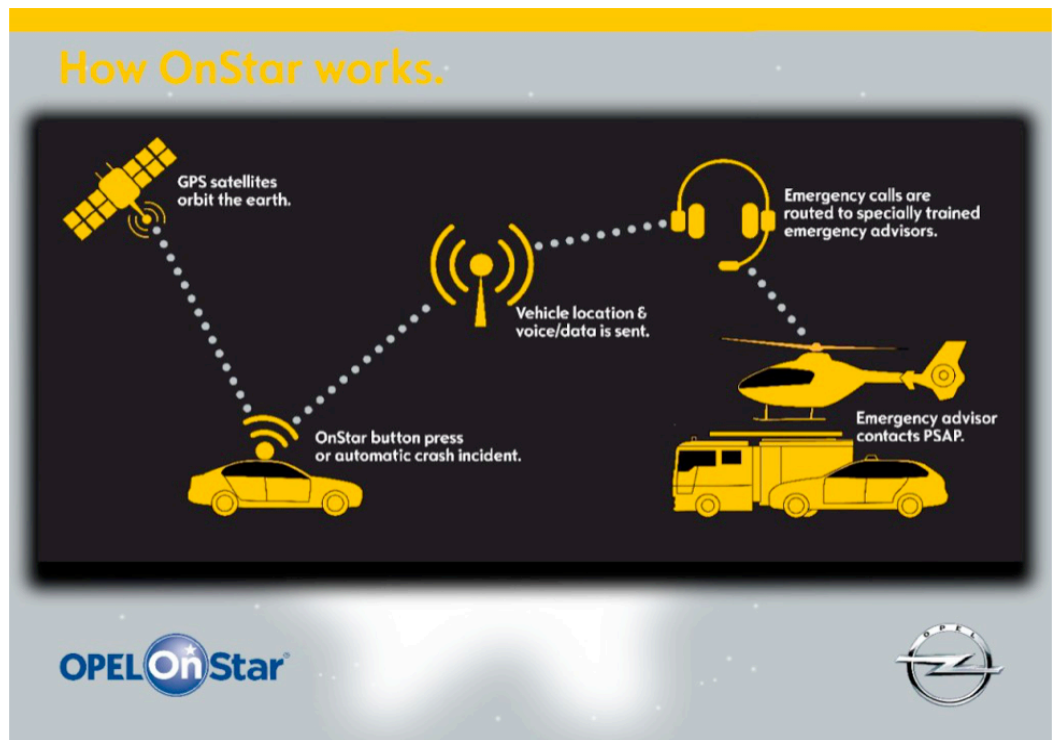 How OnStar works.
GPS satellites
orbit the earth.
Emergency calls are
routed to specially trained
emergency advisors.
Vehicle location &
voice/data is sent.
OnStar button press
or automatic crash incident.
Emergency advisor
contacts PSAP.
OPEL OnStar®
OPEL